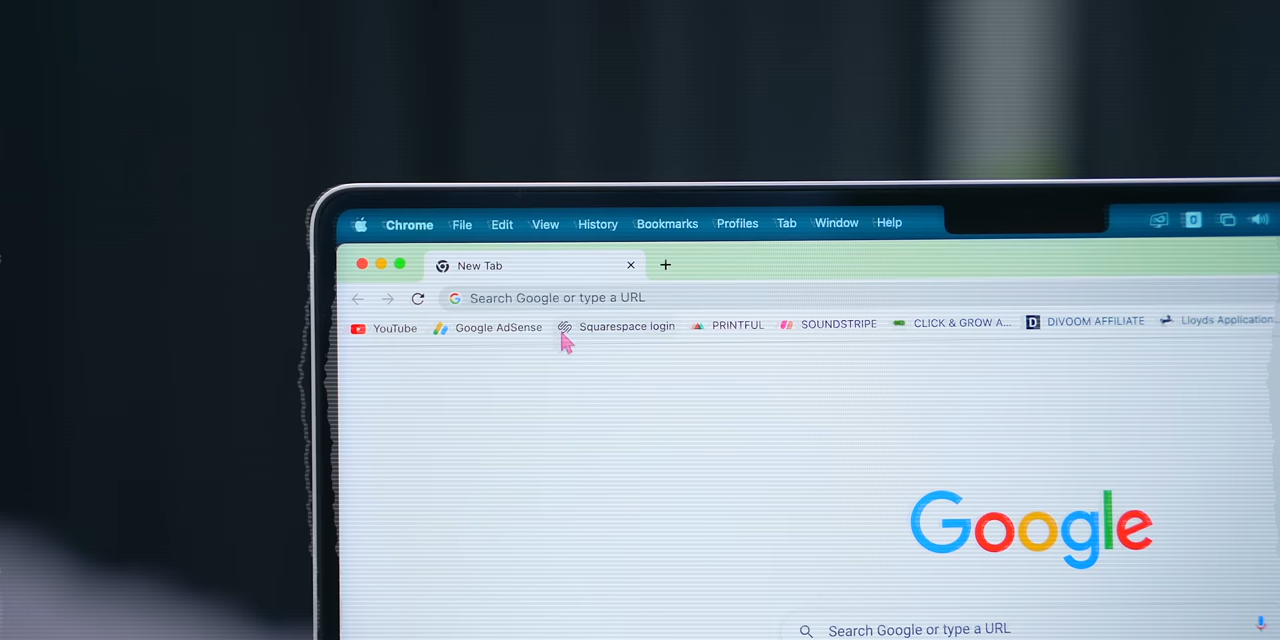 Chrome File Edit View History Bookmarks Profiles Tab Window Help
New Tab
Search Google or type a URL
YouTube Google AdSense Squarespace login PRINTFUL SOUNDSTRIPE CLICK & GROW A... DIVOOM AFFILIATE Lloyds Application...
Google
Search Google or type a URL